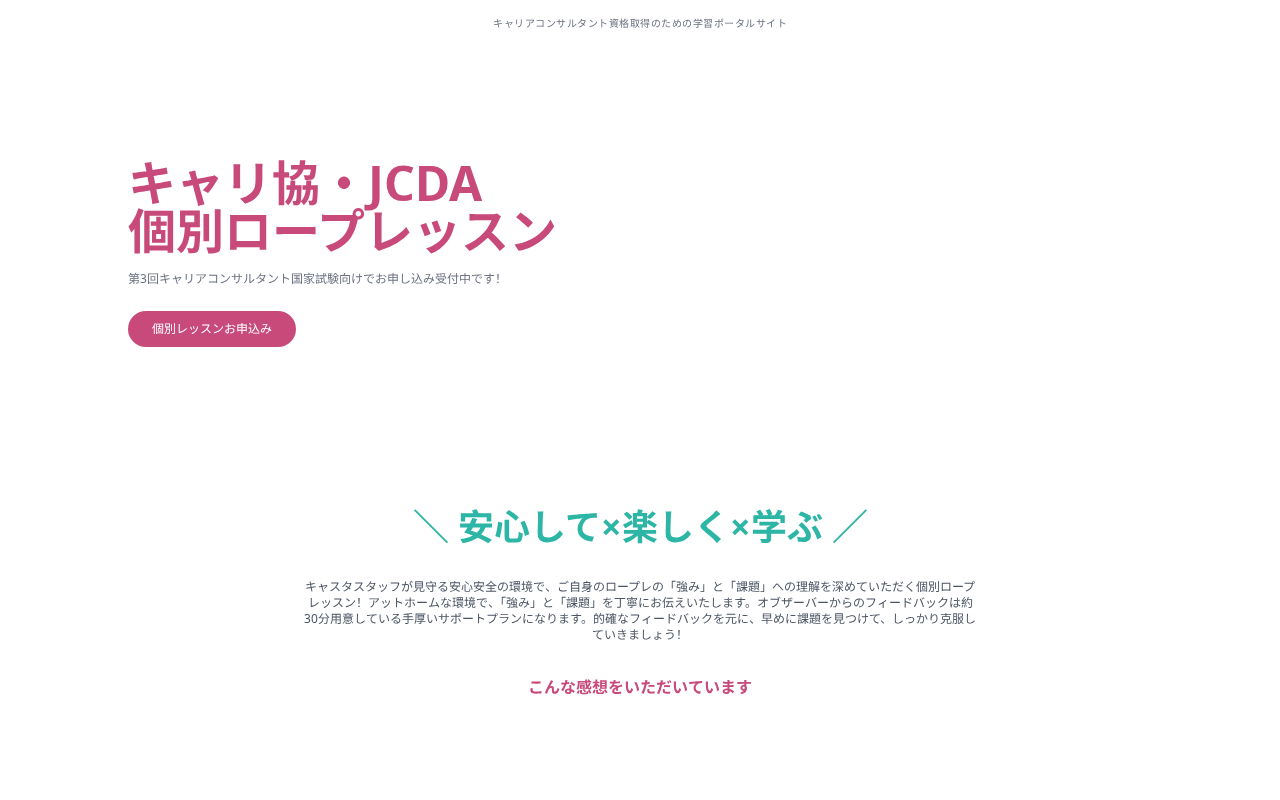 キャリアコンサルタント資格取得のための学習ポータルサイト
キャリ協・JCDA
個別ロープレッスン
第3回キャリアコンサルタント国家試験向けでお申し込み受付中です！
個別レッスンお申込み
＼ 安心して×楽しく×学ぶ ／
キャスタスタッフが見守る安心安全の環境で、ご自身のロープレの「強み」と「課題」への理解を深めていただく個別ロープ
レッスン！アットホームな環境で、「強み」と「課題」を丁寧にお伝えいたします。オブザーバーからのフィードバックは約
30分用意している手厚いサポートプランになります。的確なフィードバックを元に、早めに課題を見つけて、しっかり克服し
ていきましょう！
こんな感想をいただいています